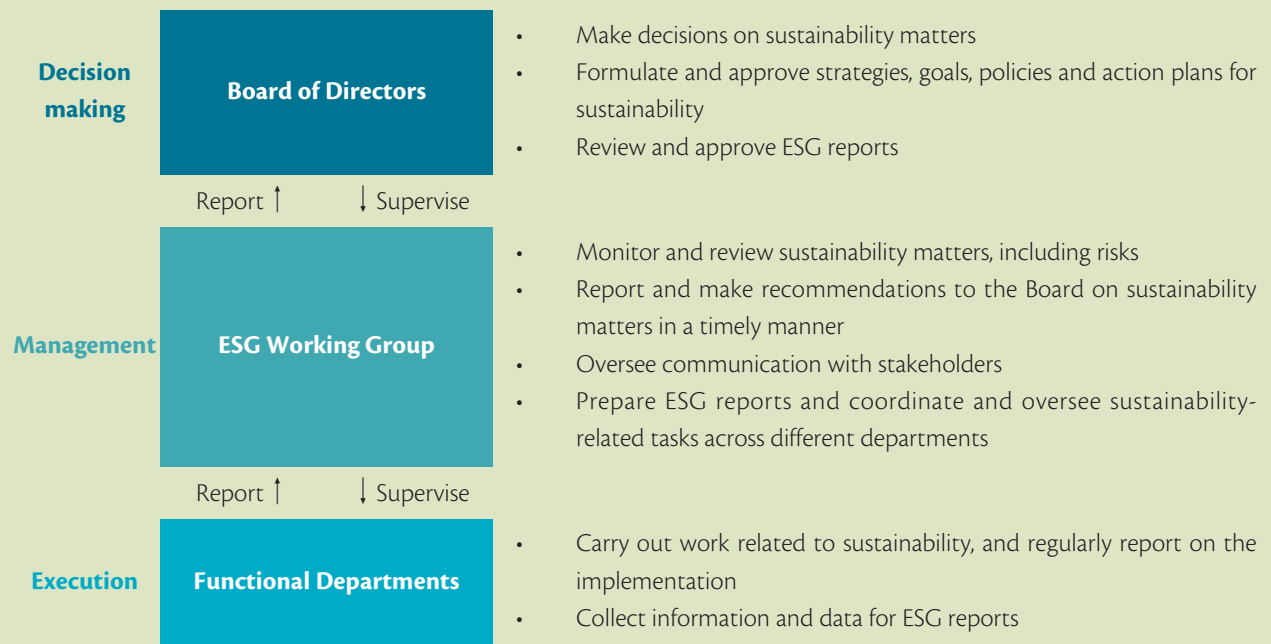 Decision
making
Board of Directors
• Make decisions on sustainability matters
• Formulate and approve strategies, goals, policies and action plans for
sustainability
• Review and approve ESG reports
Report ↑ ↓ Supervise
Management
ESG Working Group
• Monitor and review sustainability matters, including risks
• Report and make recommendations to the Board on sustainability
matters in a timely manner
• Oversee communication with stakeholders
• Prepare ESG reports and coordinate and oversee sustainability-
related tasks across different departments
Report ↑ ↓ Supervise
Execution
Functional Departments
• Carry out work related to sustainability, and regularly report on the
implementation
• Collect information and data for ESG reports